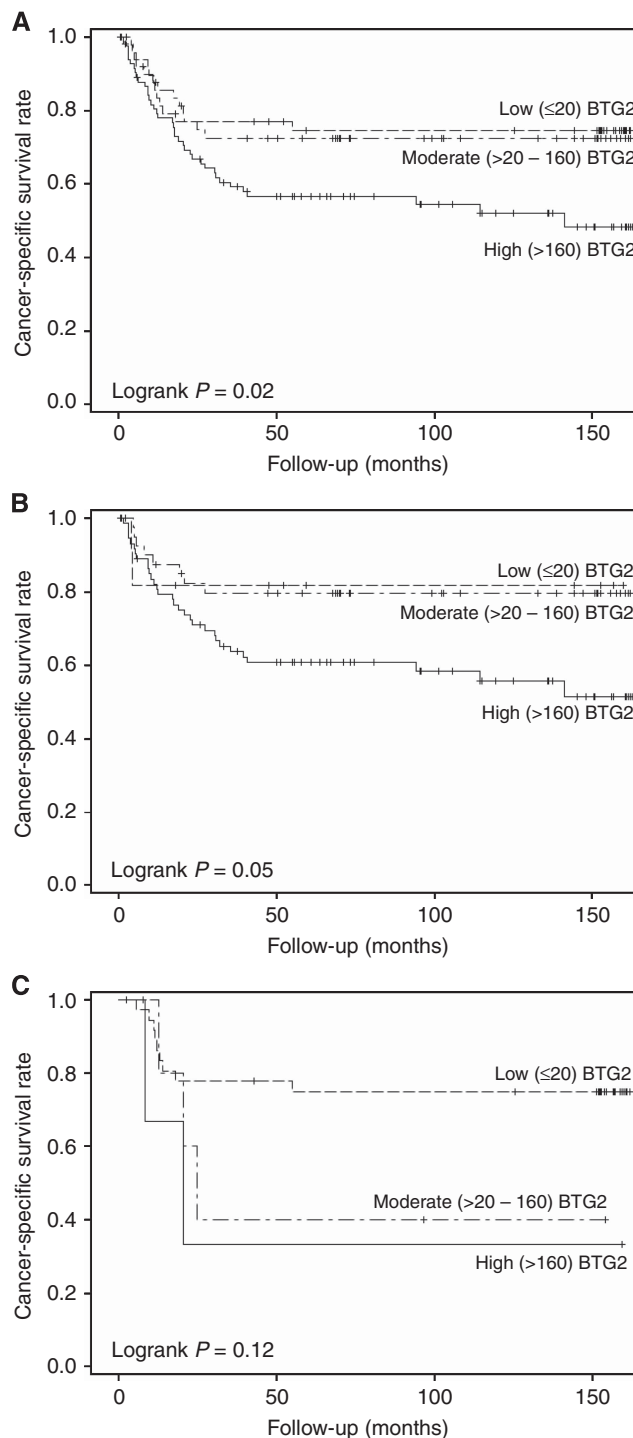 A
1.0
0.8
0.6
0.4
0.2
0.0
Cancer-specific survival rate
Low (≤20) BTG2
Moderate (>20 – 160) BTG2
High (>160) BTG2
Logrank P = 0.02
0 50 100 150
Follow-up (months)
B
1.0
0.8
0.6
0.4
0.2
0.0
Cancer-specific survival rate
Low (≤20) BTG2
Moderate (>20 – 160) BTG2
High (>160) BTG2
Logrank P = 0.05
0 50 100 150
Follow-up (months)
C
1.0
0.8
0.6
0.4
0.2
0.0
Cancer-specific survival rate
Low (≤20) BTG2
Moderate (>20 – 160) BTG2
High (>160) BTG2
Logrank P = 0.12
0 50 100 150
Follow-up (months)